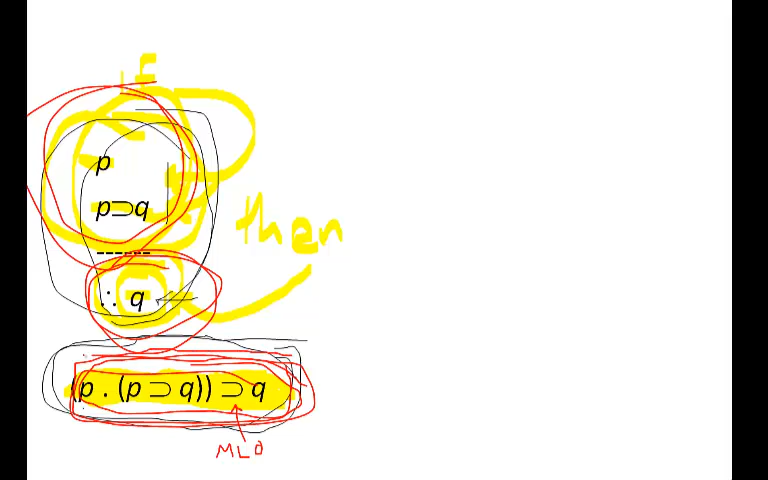 if
p
p⊃q
------
∴ q
then
(p . (p ⊃ q)) ⊃ q
MLO